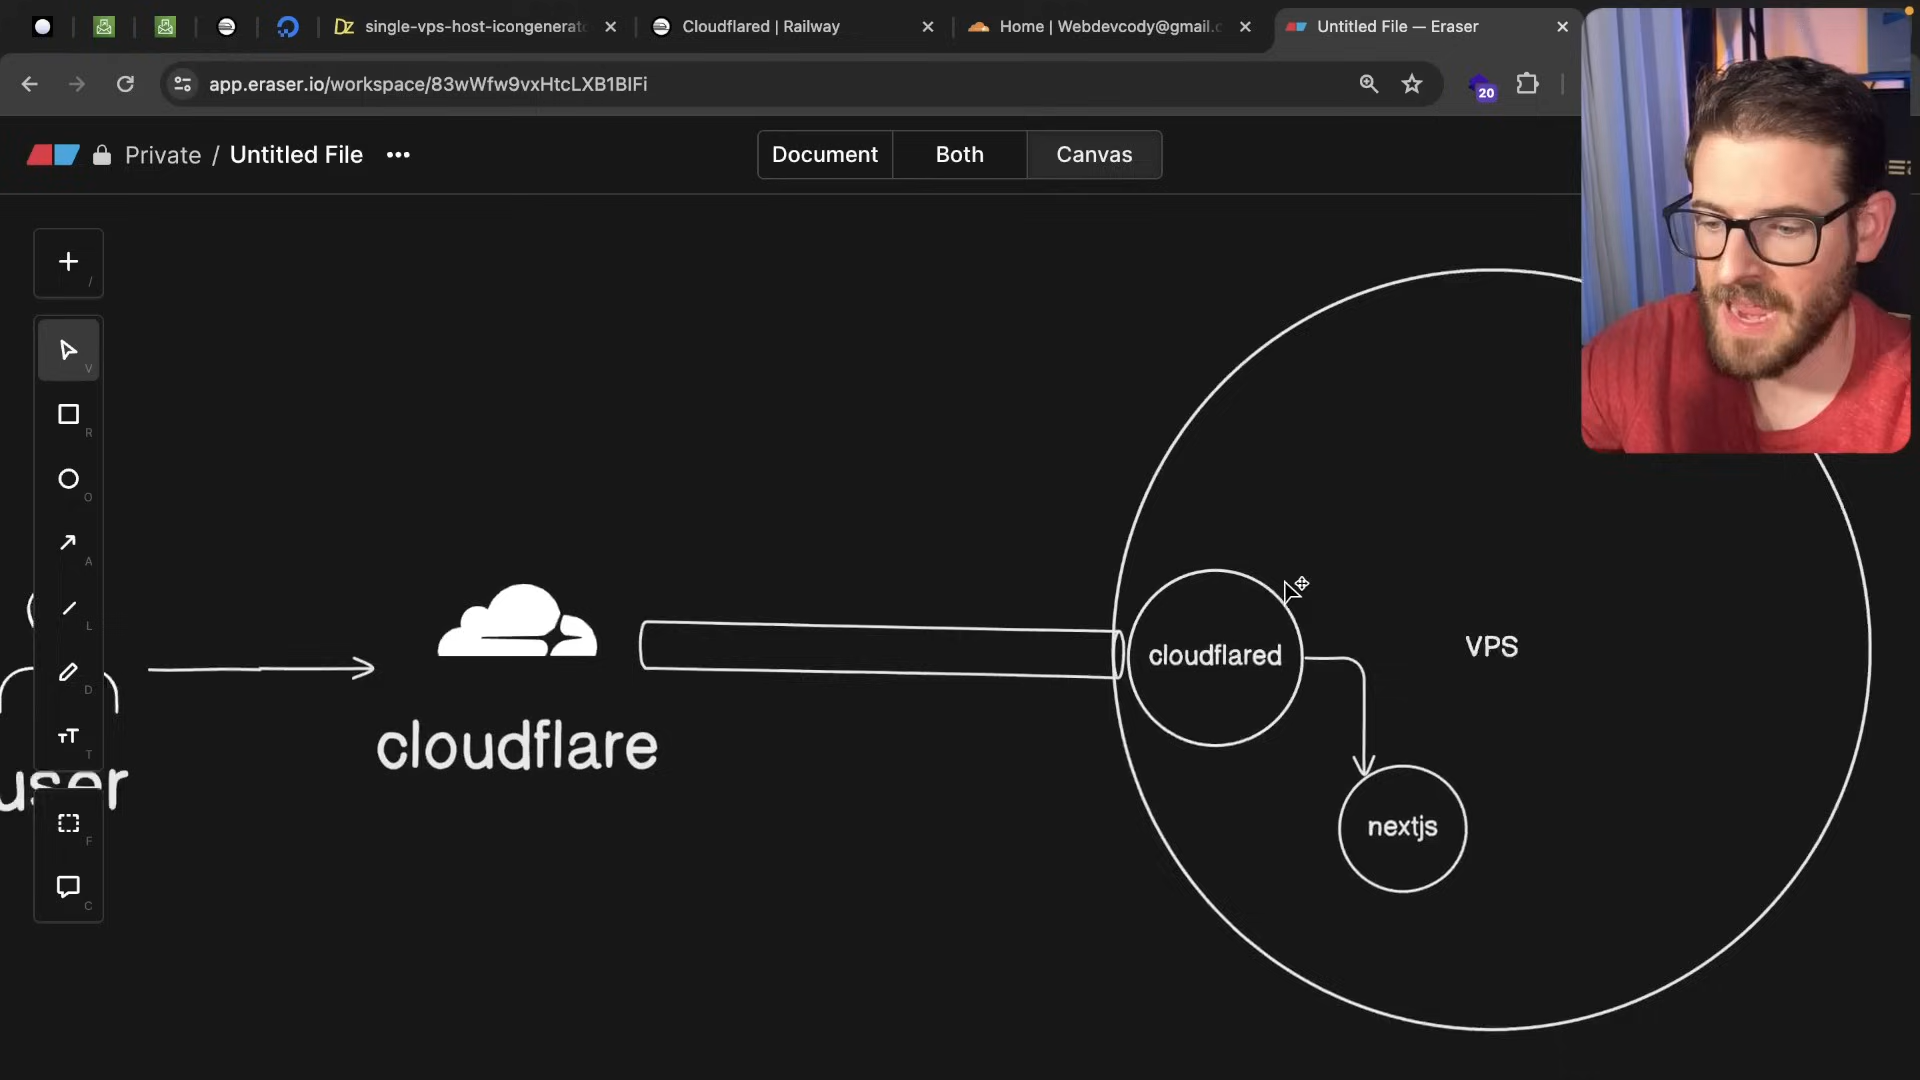 single-vps-host-icongenerato
Cloudflared | Railway
Home | Webdevcody@gmail.c
Untitled File — Eraser
app.eraser.io/workspace/83wWfw9vxHtcLXB1BIFi
20
Private / Untitled File
Document
Both
Canvas
/
V
R
O
A
L
D
T
F
C
user
cloudflare
cloudflared
VPS
nextjs